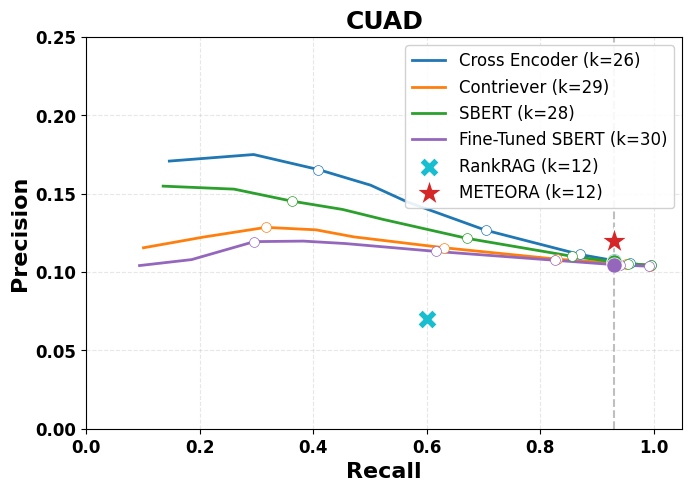 CUAD
0.25
0.20
0.15
0.10
0.05
0.00
Precision
Cross Encoder (k=26)
Contriever (k=29)
SBERT (k=28)
Fine-Tuned SBERT (k=30)
RankRAG (k=12)
METEORA (k=12)
0.0 0.2 0.4 0.6 0.8 1.0
Recall